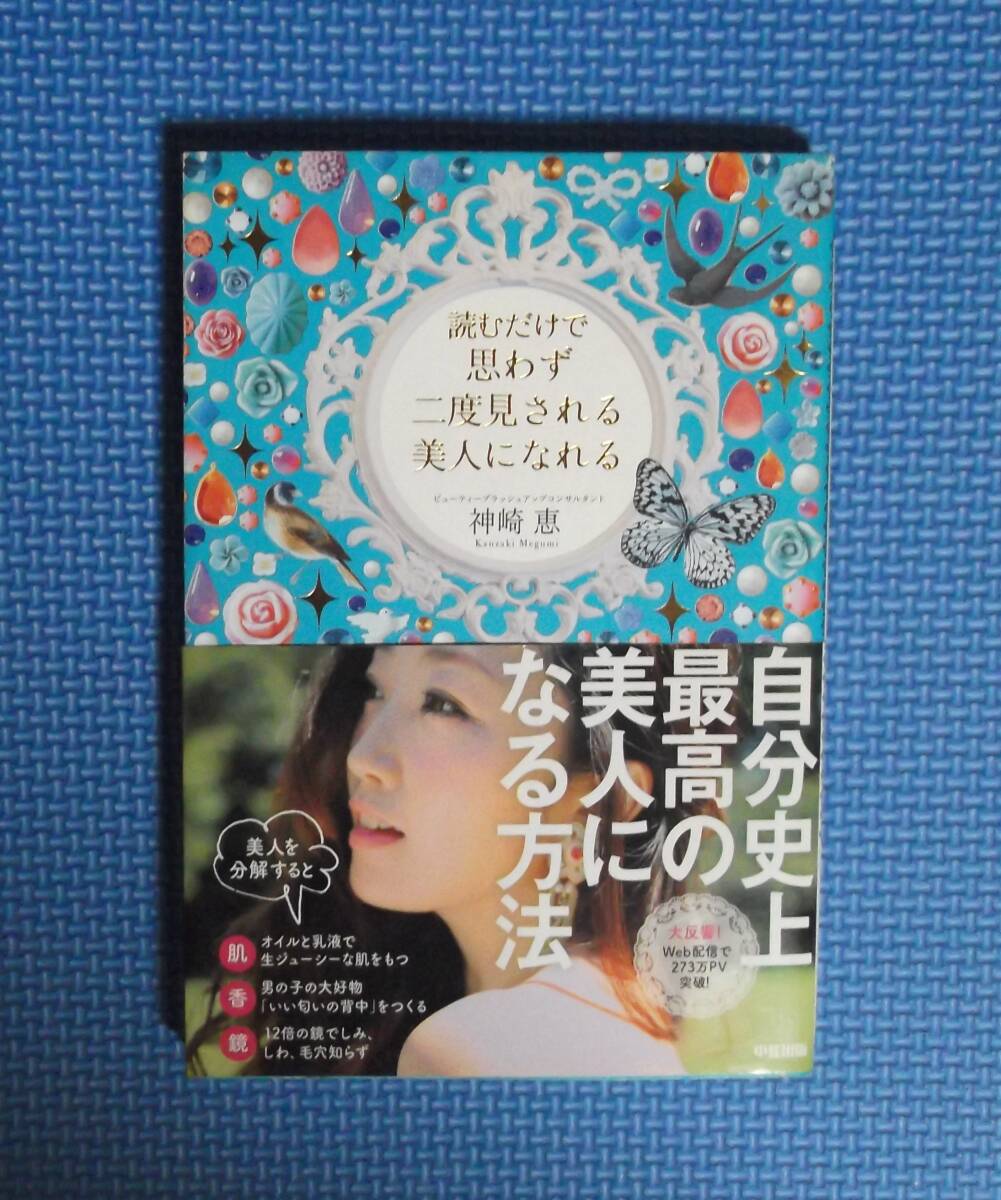 読むだけで
思わず
二度見される
美人になれる
ビューティーブラッシュアップコンサルタント
神崎 恵
Kanzaki Megumi
自分史上
最高の
美人に
なる方法
美人を
分解すると
肌
オイルと乳液で
生ジューシーな肌をもつ
香
男の子の大好物
「いい匂いの背中」をつくる
鏡
12倍の鏡でしみ、
しわ、毛穴知らず
大反響!
Web配信で
273万PV
突破!
中経出版